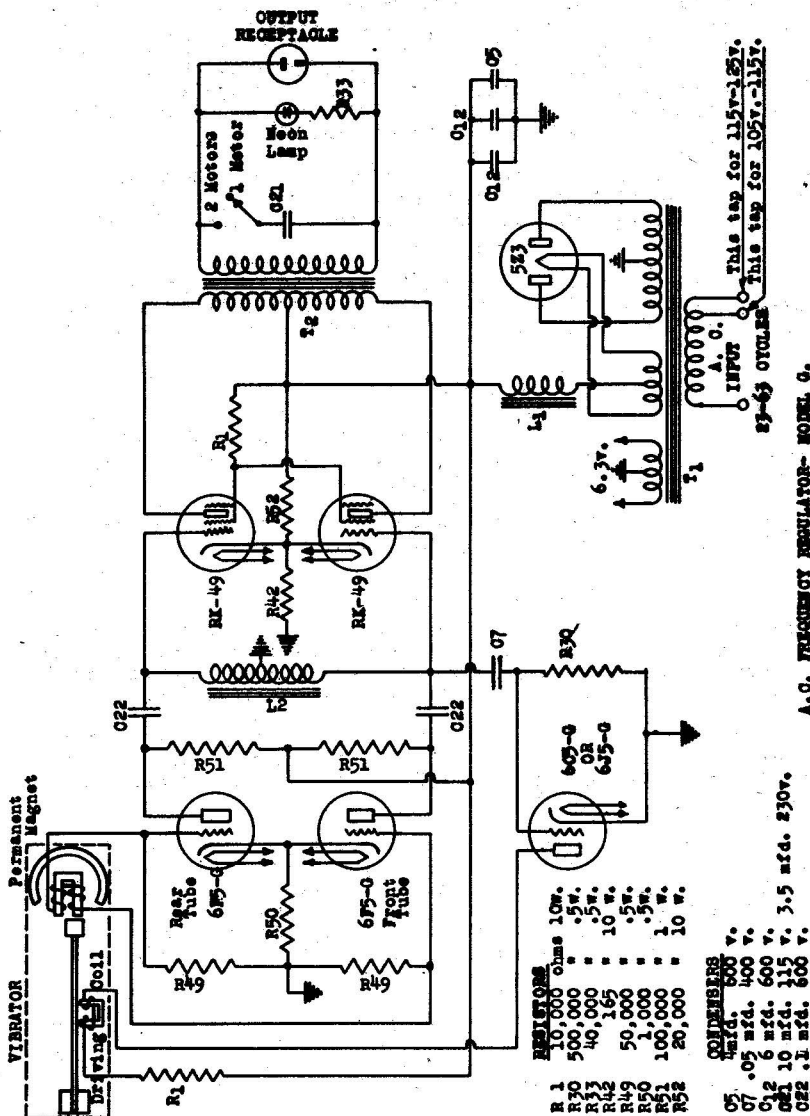 OUTPUT
RECEPTACLE
Permanent
Magnet
VIBRATOR
Driving Coil
R1
Rear
Tube
6F5-G
6F5-G
Front
Tube
R49
R49
R50
R51
R51
C22
C22
L2
RK-49
RK-49
R42
R52
R1
T2
2 Motors
1 Motor
C21
Neon
Lamp
R33
C7
R30
6C5-G
OR
6J5-G
C12
C12
C5
5Z3
L1
6.3v.
T1
A. C.
INPUT
CYCLES
This tap for 115v-125v.
This tap for 105v.-115v.
RESISTORS
R 1 10,000 ohms 10w.
R30 500,000 " .5w.
R33 40,000 " .5w.
R42 165 " 10 w.
R49 50,000 " .5w.
R50 1,000 " .5w.
R51 100,000 " 1 w.
R52 20,000 " 10 w.
CONDENSERS
C5 4mfd. 600 v.
C7 .05 mfd. 400 v.
C12 6 mfd. 600 v.
C21 10 mfd. 115 v. 3.5 mfd. 230v.
C22 .1 mfd. 600 v.
A.C. FREQUENCY REGULATOR- MODEL G.